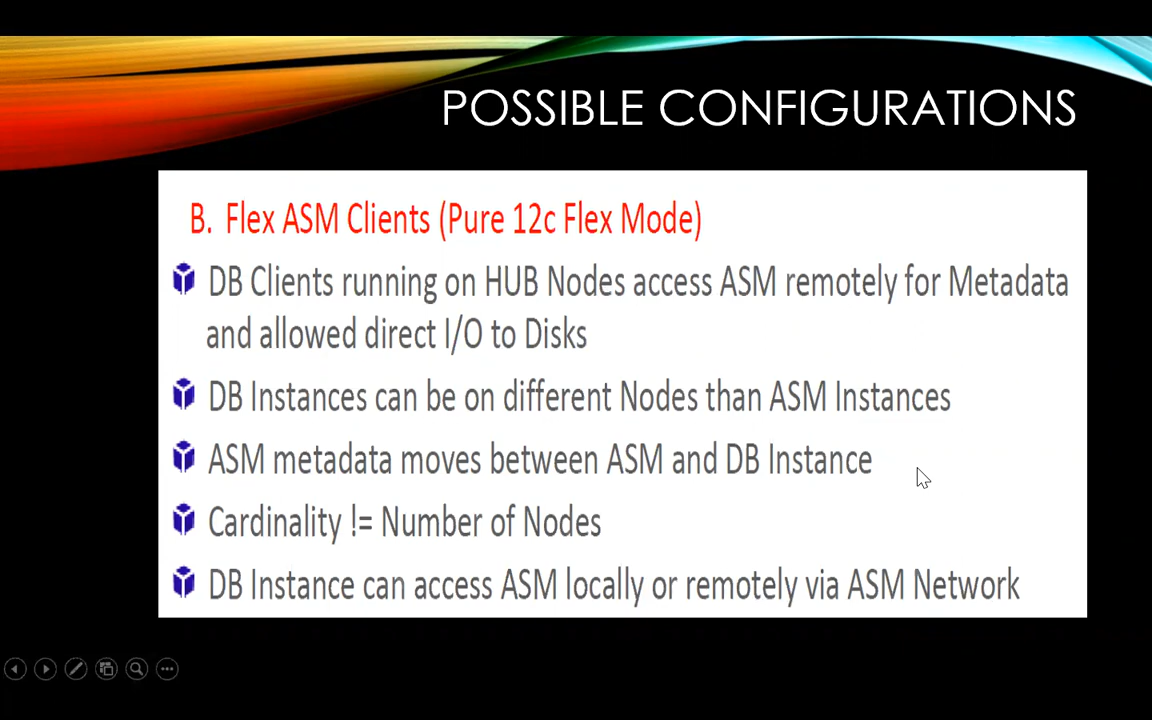 POSSIBLE CONFIGURATIONS
B. Flex ASM Clients (Pure 12c Flex Mode)
DB Clients running on HUB Nodes access ASM remotely for Metadata
and allowed direct I/O to Disks
DB Instances can be on different Nodes than ASM Instances
ASM metadata moves between ASM and DB Instance
Cardinality != Number of Nodes
DB Instance can access ASM locally or remotely via ASM Network